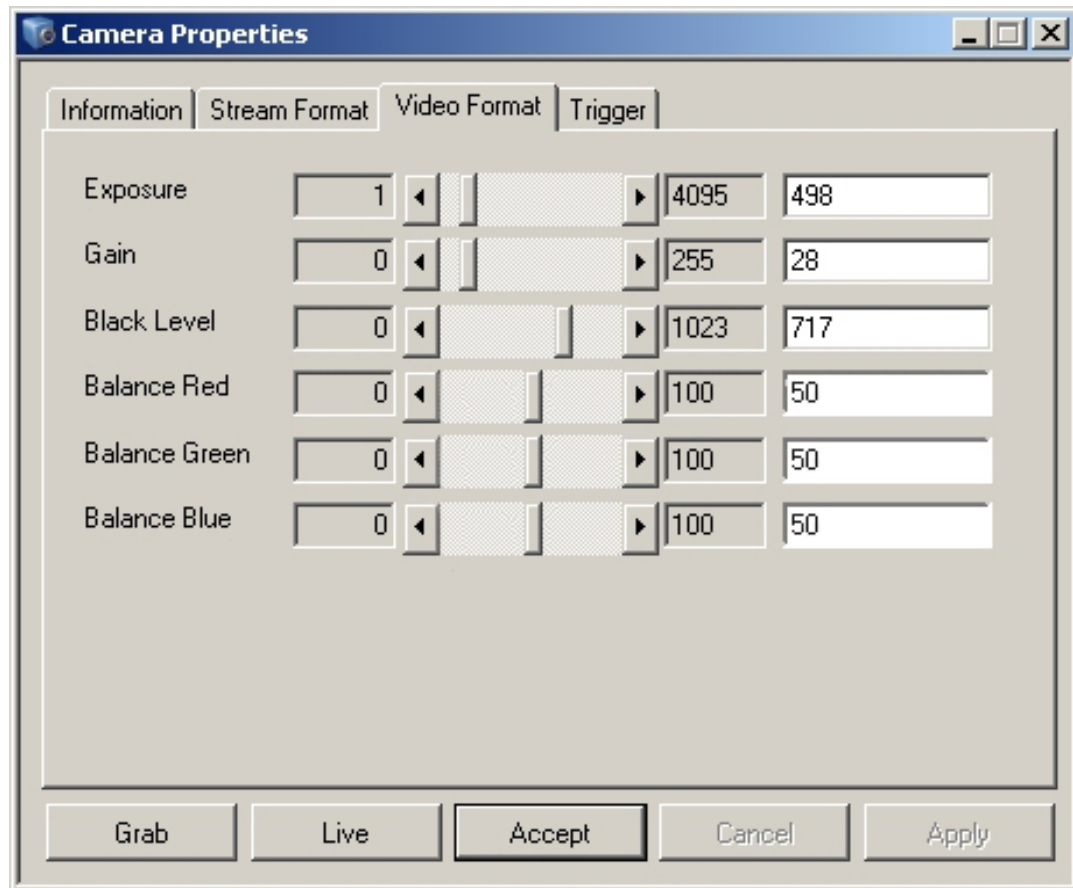 Camera Properties
Information Stream Format Video Format Trigger
Exposure 1 4095 498
Gain 0 255 28
Black Level 0 1023 717
Balance Red 0 100 50
Balance Green 0 100 50
Balance Blue 0 100 50
Grab Live Accept Cancel Apply